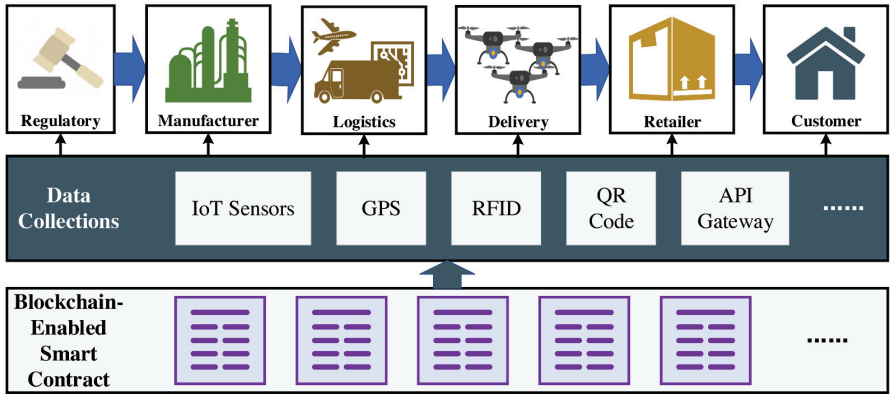 Regulatory
Manufacturer
Logistics
Delivery
Retailer
Customer
Data
Collections
IoT Sensors
GPS
RFID
QR
Code
API
Gateway
......
Blockchain-
Enabled
Smart
Contract
......